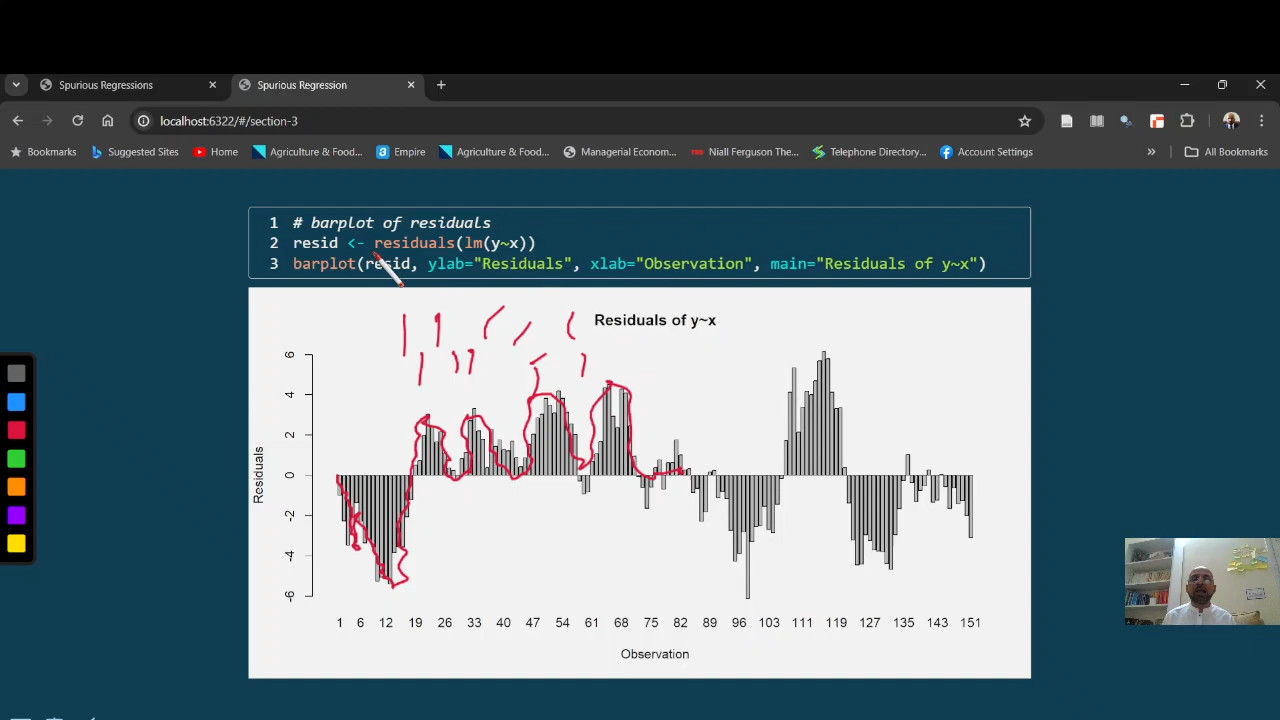 Spurious Regressions
Spurious Regression
localhost:6322/#/section-3
Bookmarks Suggested Sites Home Agriculture & Food... Empire Agriculture & Food... Managerial Econom... Niall Ferguson The... Telephone Directory... Account Settings » All Bookmarks
1 # barplot of residuals
2 resid <- residuals(lm(y~x))
3 barplot(resid, ylab="Residuals", xlab="Observation", main="Residuals of y~x")
Residuals of y~x
6
4
2
0
-2
-4
-6
Residuals
1 6 12 19 26 33 40 47 54 61 68 75 82 89 96 103 111 119 127 135 143 151
Observation